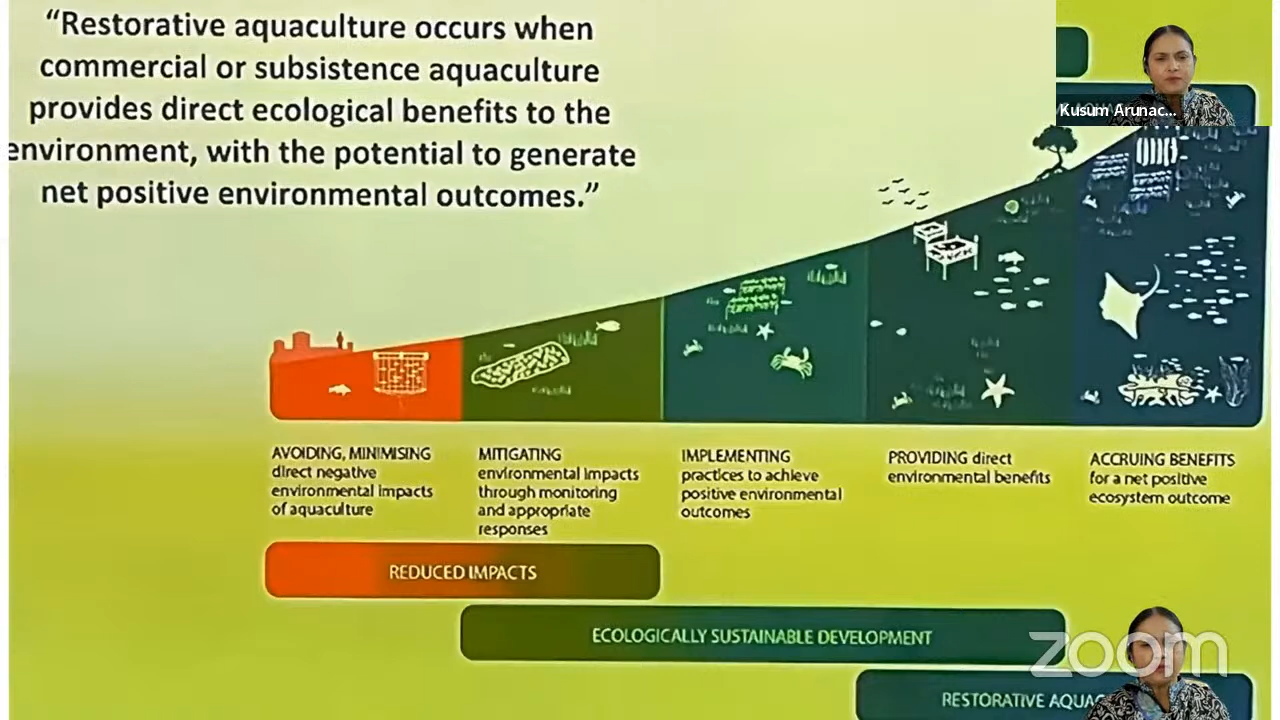 “Restorative aquaculture occurs when
commercial or subsistence aquaculture
provides direct ecological benefits to the
environment, with the potential to generate
net positive environmental outcomes.”
Kusum Arunac...
AVOIDING, MINIMISING
direct negative
environmental impacts
of aquaculture
MITIGATING
environmental impacts
through monitoring
and appropriate
responses
IMPLEMENTING
practices to achieve
positive environmental
outcomes
PROVIDING direct
environmental benefits
ACCRUING BENEFITS
for a net positive
ecosystem outcome
REDUCED IMPACTS
ECOLOGICALLY SUSTAINABLE DEVELOPMENT
zoom
RESTORATIVE